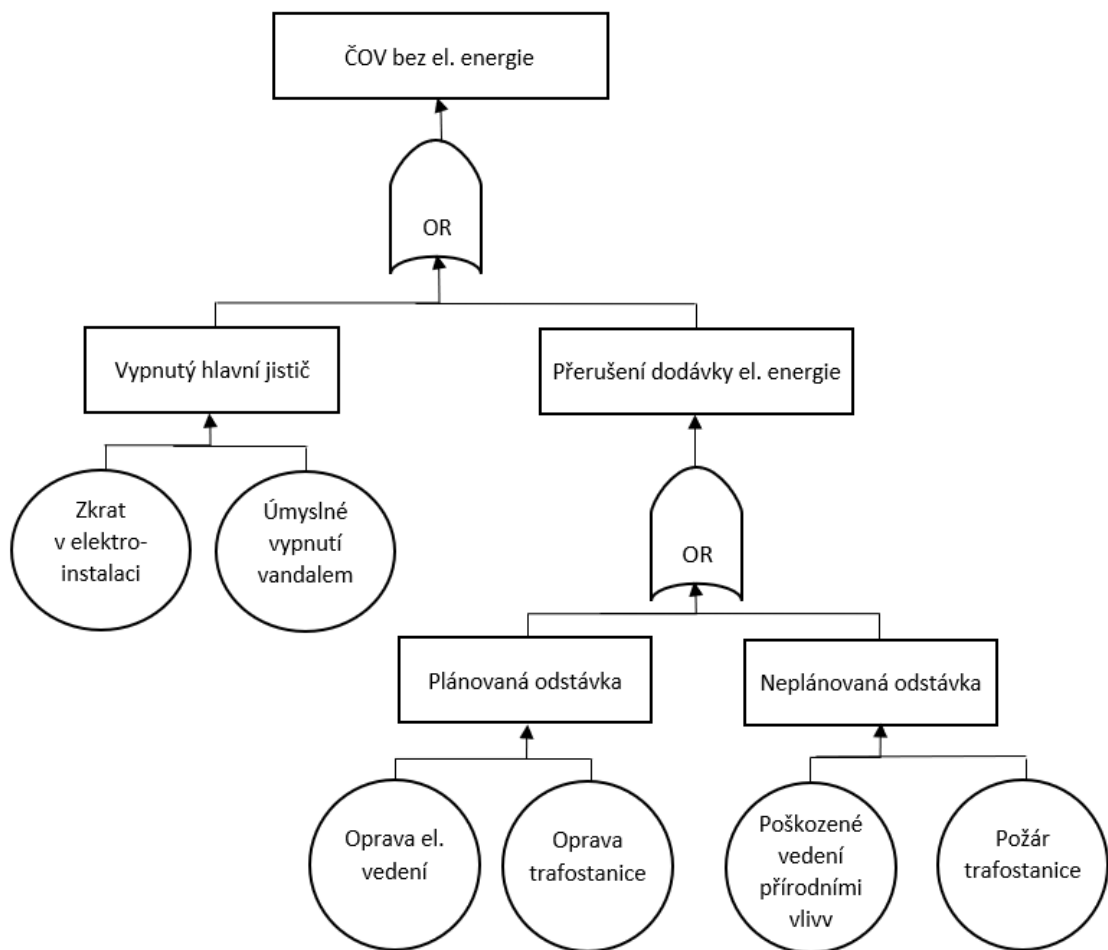 ČOV bez el. energie
OR
Vypnutý hlavní jistič
Přerušení dodávky el. energie
Zkrat
v elektro-
instalaci
Úmyslné
vypnutí
vandalem
OR
Plánovaná odstávka
Neplánovaná odstávka
Oprava el.
vedení
Oprava
trafostanice
Poškozené
vedení
přírodními
vlivv
Požár
trafostanice